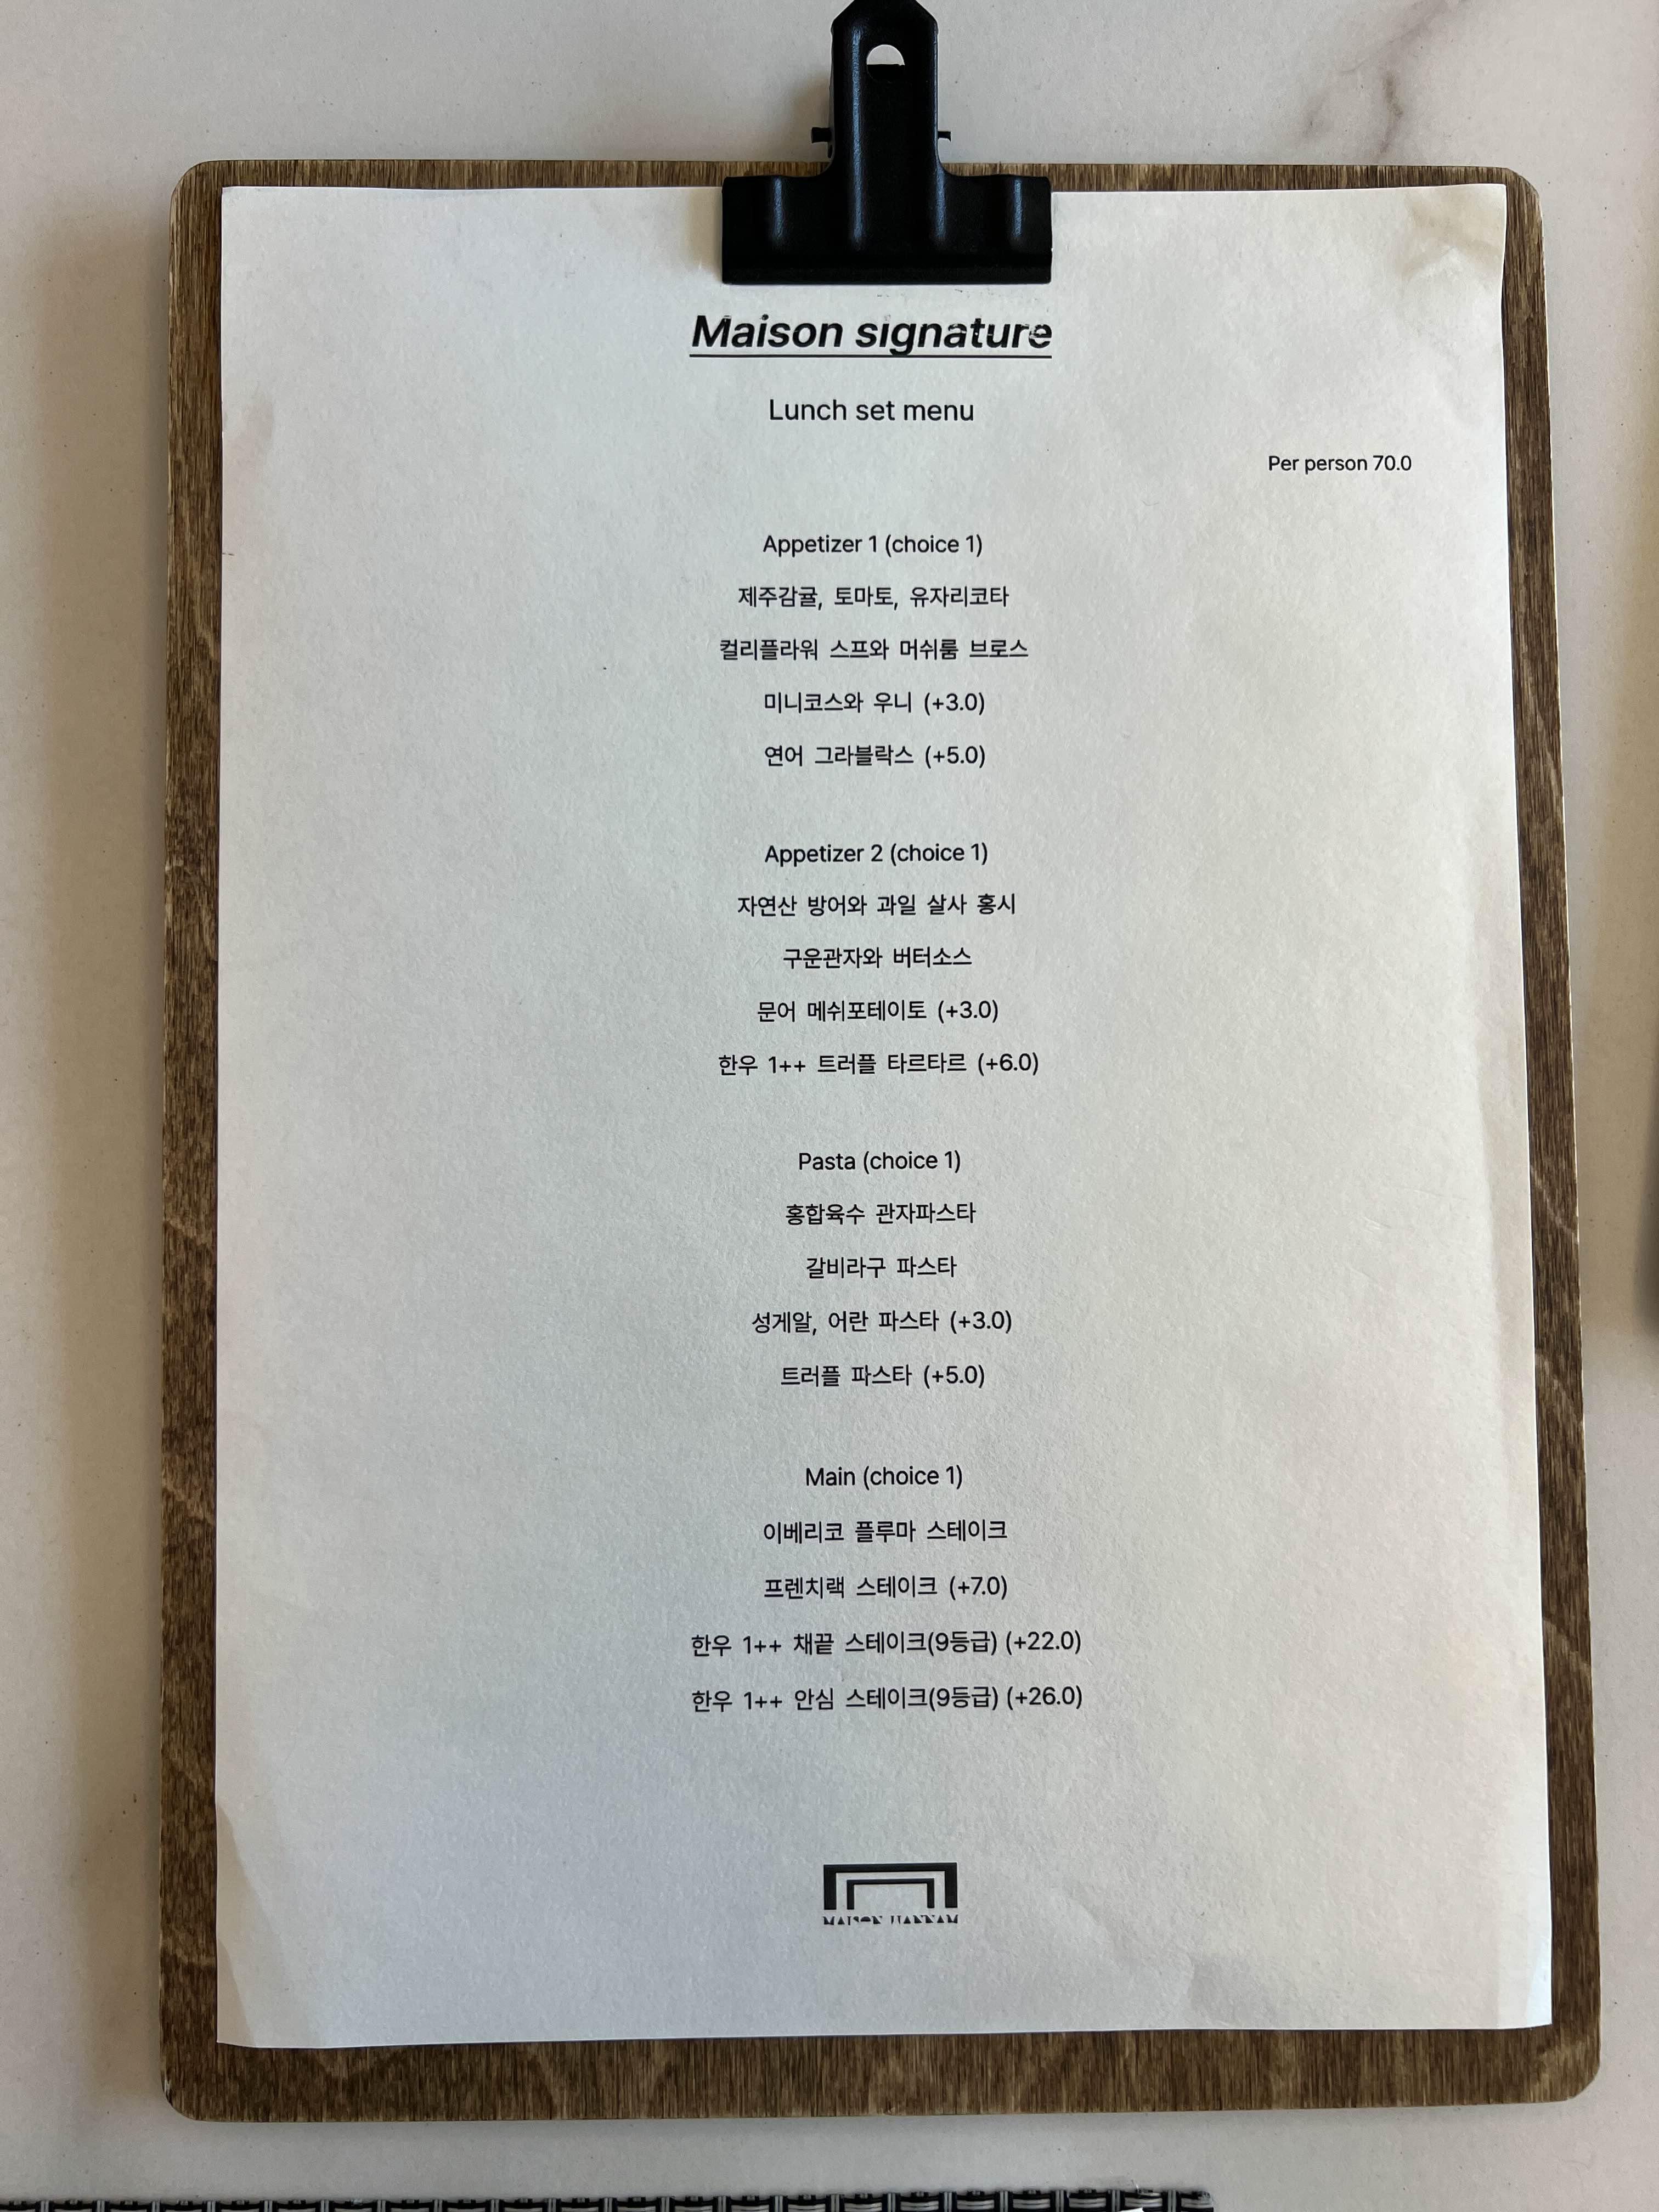 Maison signature
Lunch set menu
Per person 70.0
Appetizer 1 (choice 1)
제주감귤, 토마토, 유자리코타
컬리플라워 스프와 머쉬룸 브로스
미니코스와 우니 (+3.0)
연어 그라블락스 (+5.0)
Appetizer 2 (choice 1)
자연산 방어와 과일 살사 홍시
구운관자와 버터소스
문어 메쉬포테이토 (+3.0)
한우 1++ 트러플 타르타르 (+6.0)
Pasta (choice 1)
홍합육수 관자파스타
갈비라구 파스타
성게알, 어란 파스타 (+3.0)
트러플 파스타 (+5.0)
Main (choice 1)
이베리코 플루마 스테이크
프렌치랙 스테이크 (+7.0)
한우 1++ 채끝 스테이크(9등급) (+22.0)
한우 1++ 안심 스테이크(9등급) (+26.0)
MAISON HANNAM